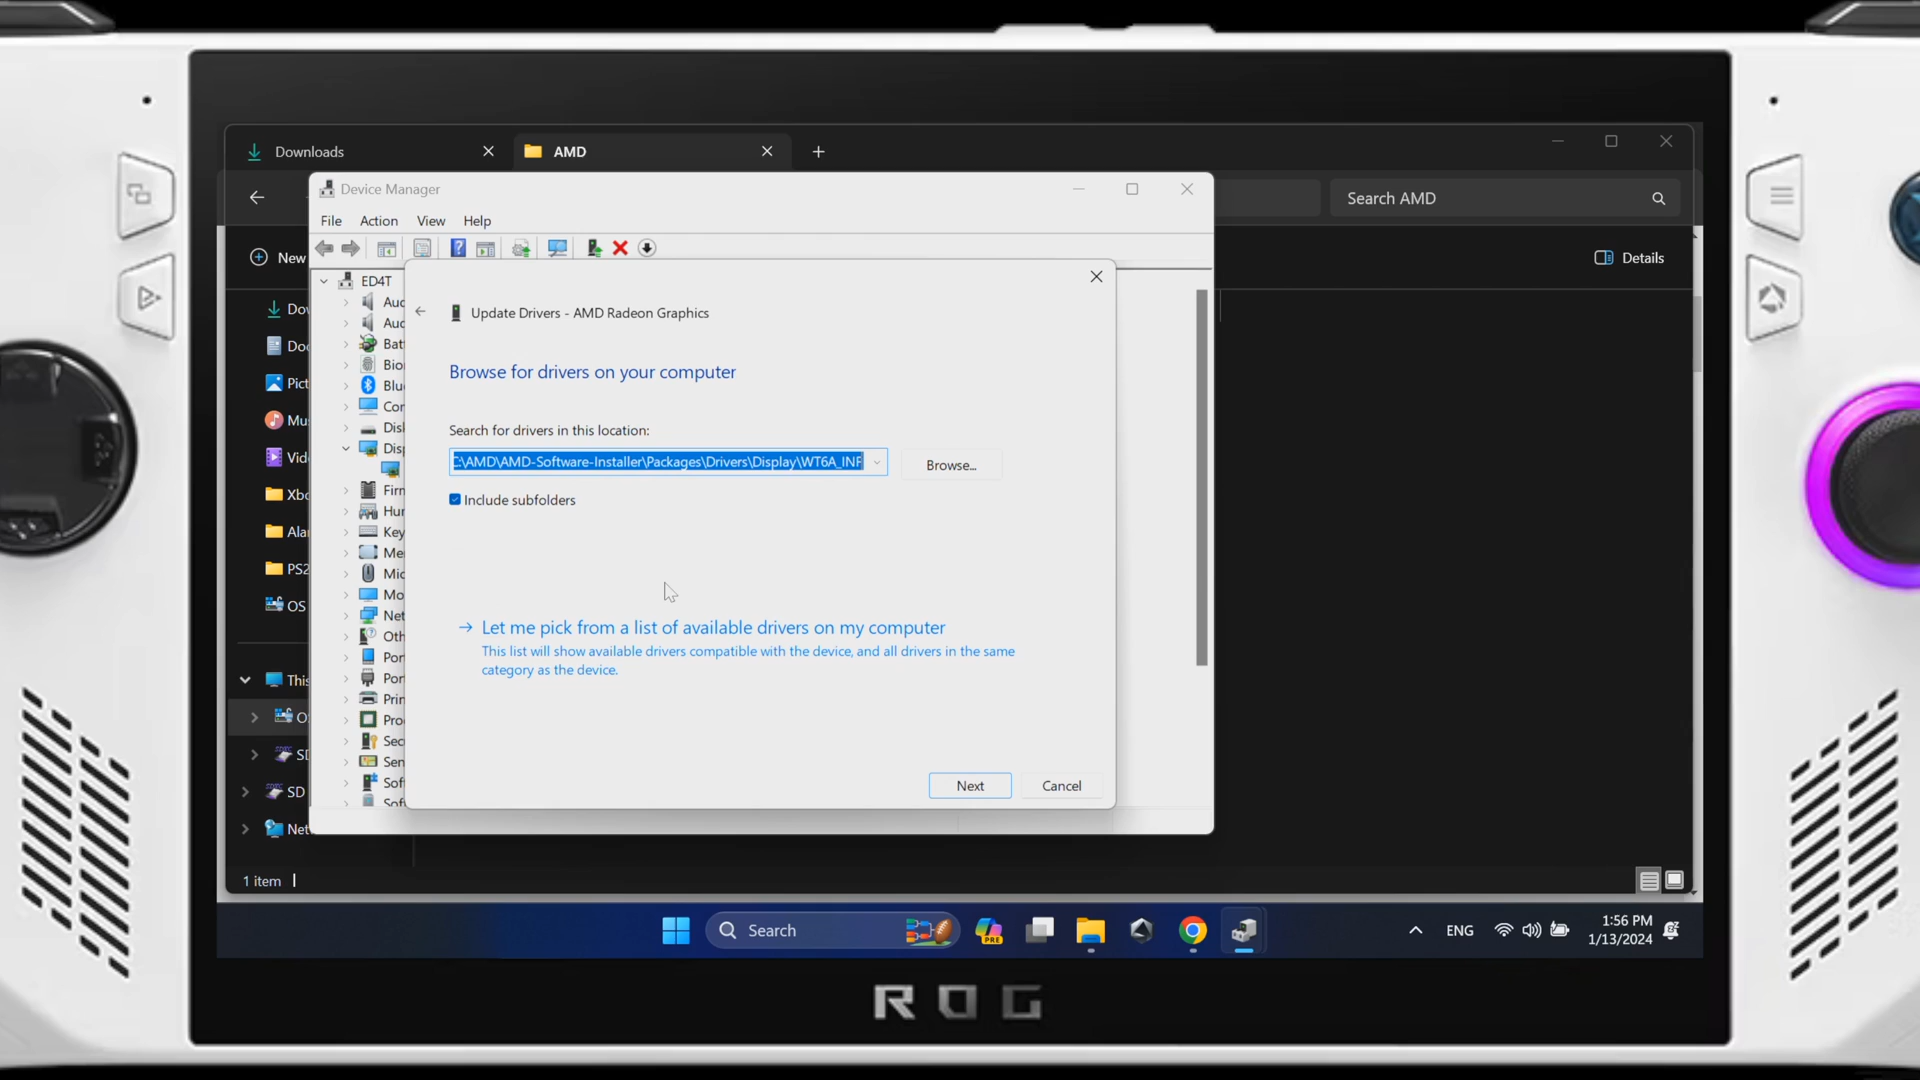 Downloads
AMD
Device Manager
Search AMD
File Action View Help
New
Details
ED4T
Update Drivers - AMD Radeon Graphics
Browse for drivers on your computer
Search for drivers in this location:
C:\AMD\AMD-Software-Installer\Packages\Drivers\Display\WT6A_INF
Browse...
Include subfolders
Let me pick from a list of available drivers on my computer
This list will show available drivers compatible with the device, and all drivers in the same
category as the device.
Next
Cancel
OS
SD
1 item
Search
PRE
ENG
1:56 PM
1/13/2024
ROG